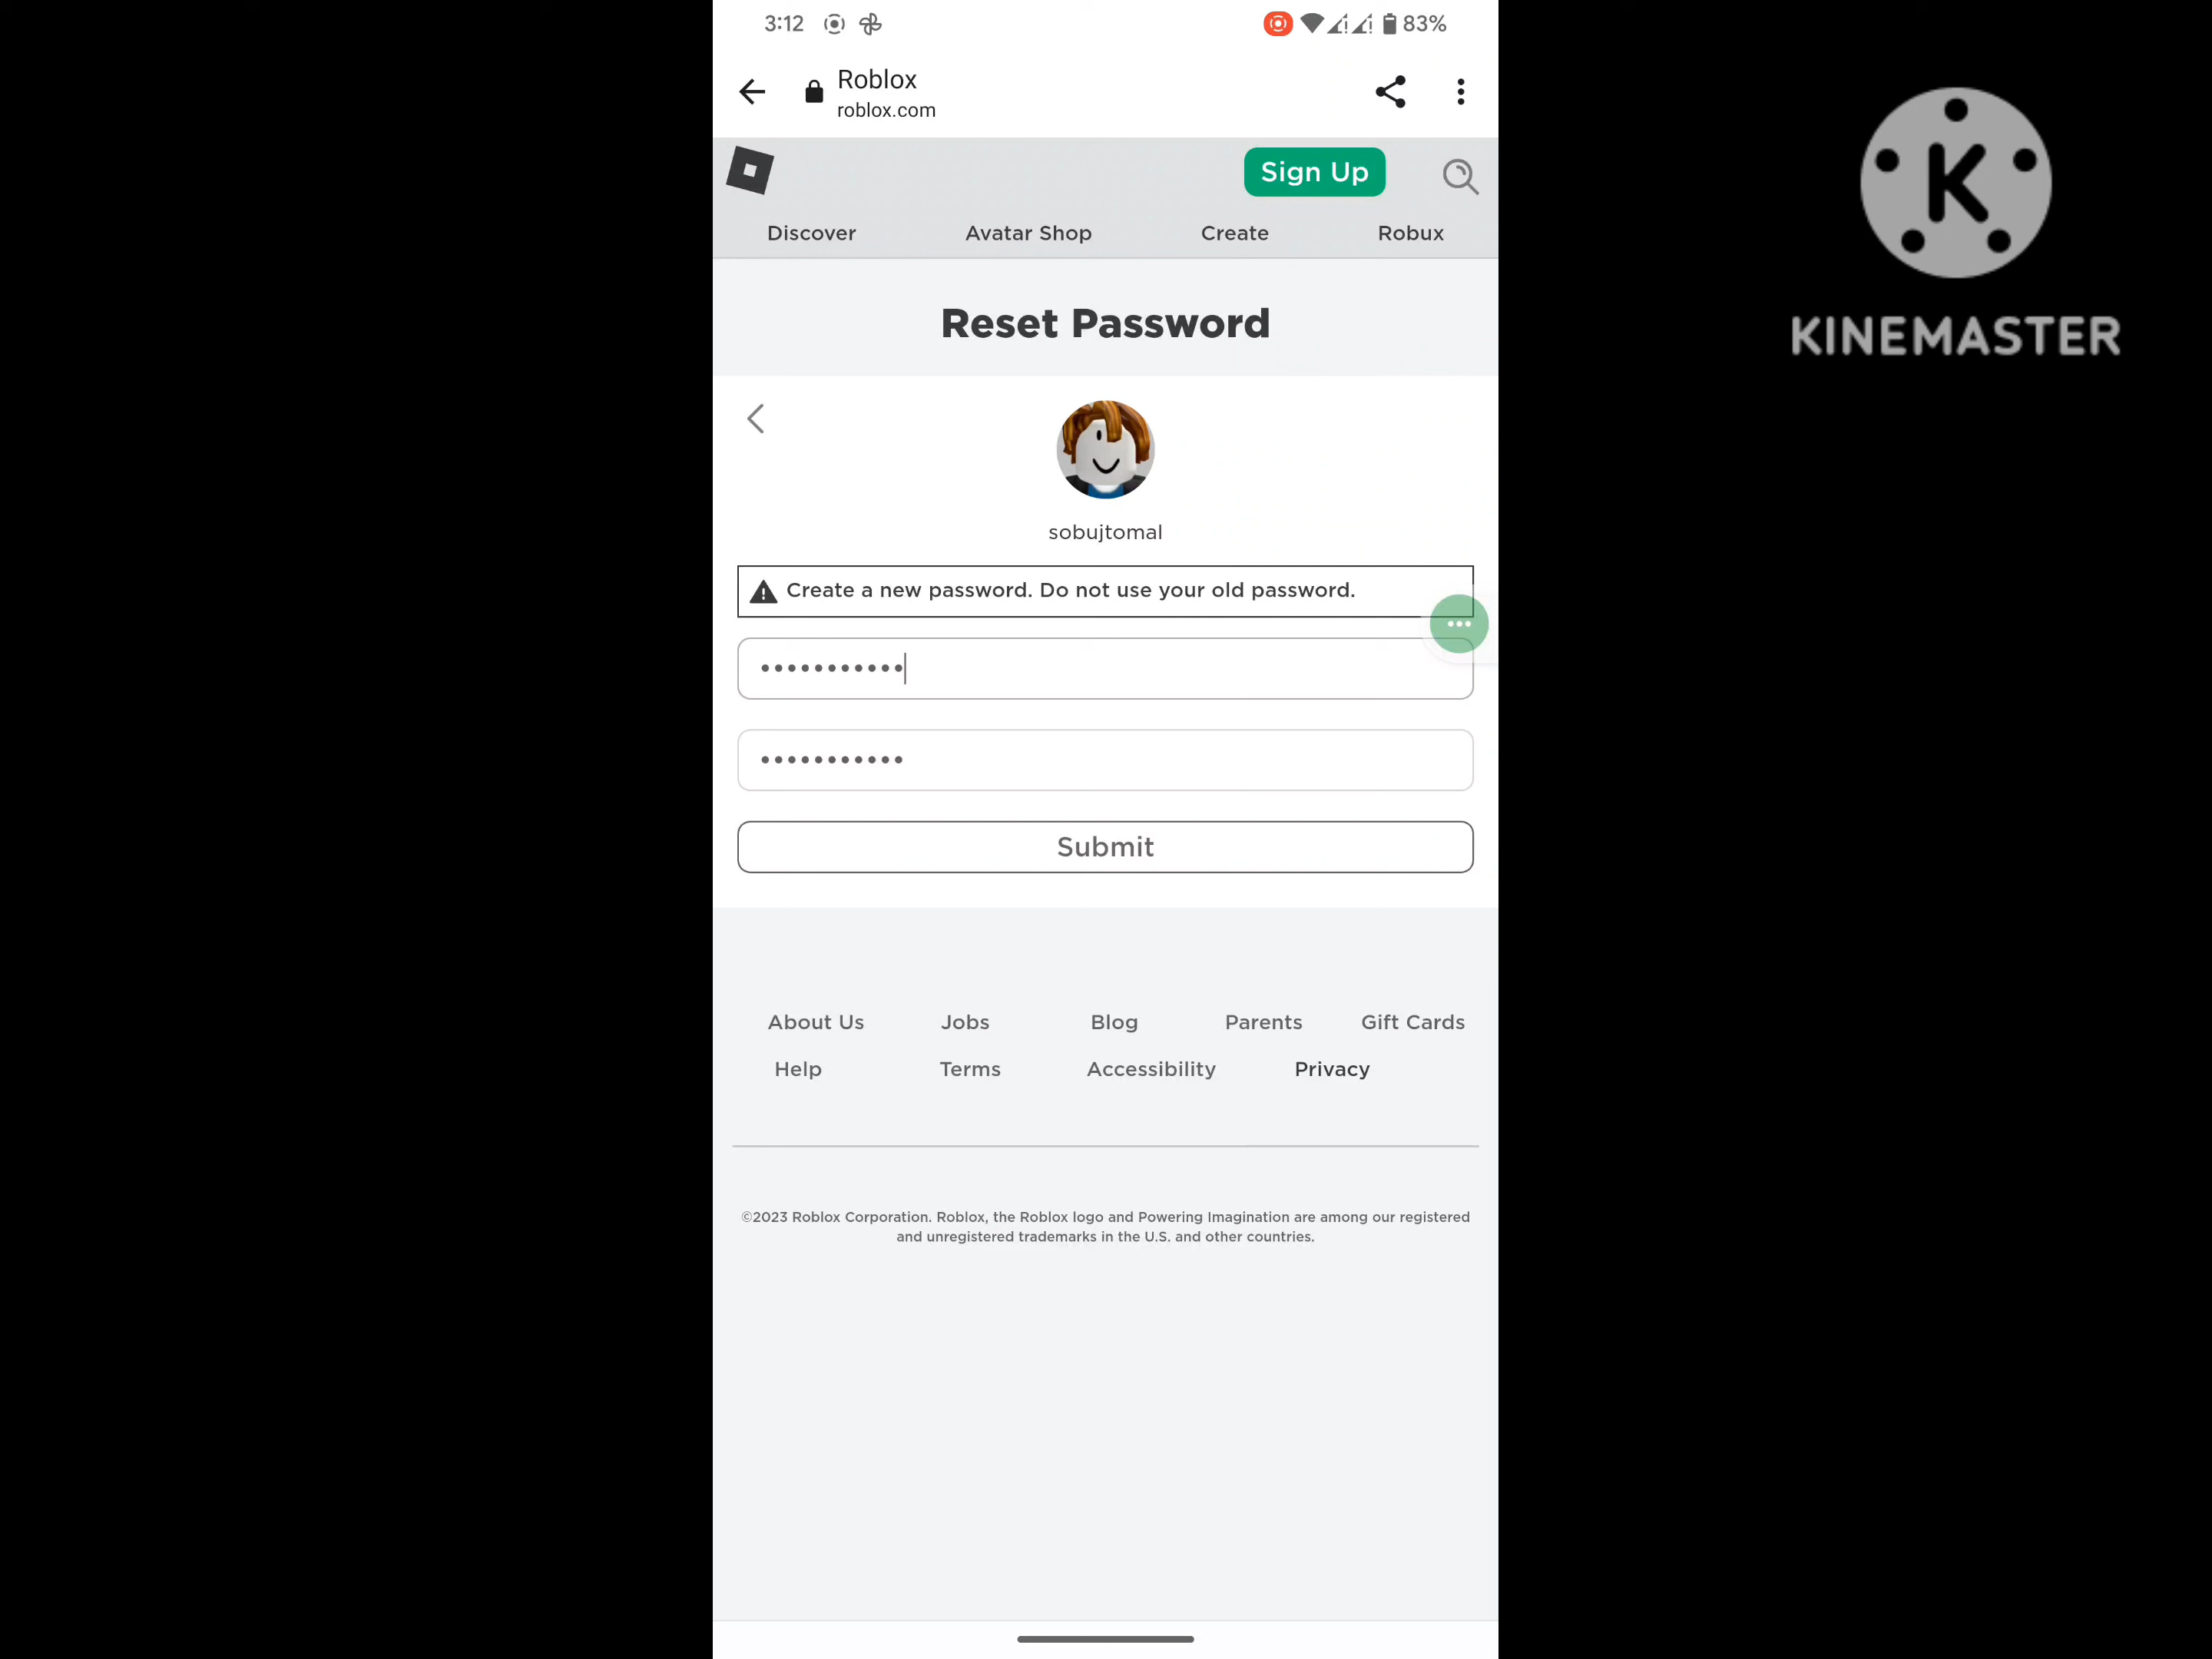 3:12
83%
Roblox
roblox.com
Sign Up
Discover Avatar Shop Create Robux
Reset Password
sobujtomal
Create a new password. Do not use your old password.
•••••••••••
•••••••••••
Submit
About Us Jobs Blog Parents Gift Cards
Help Terms Accessibility Privacy
©2023 Roblox Corporation. Roblox, the Roblox logo and Powering Imagination are among our registered
and unregistered trademarks in the U.S. and other countries.
K
KINEMASTER